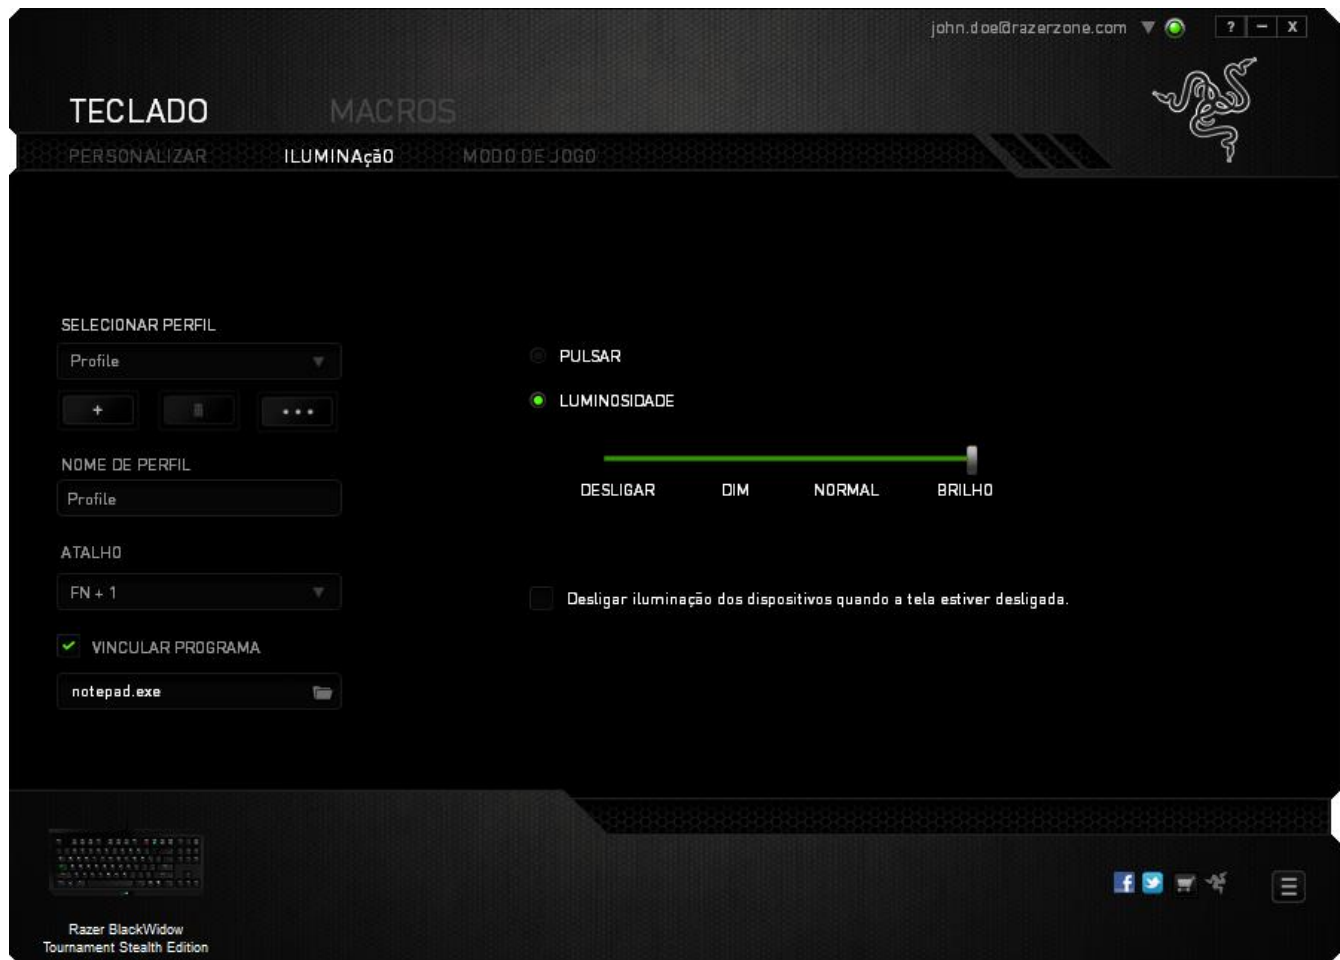 john.doe@razerzone.com
? – X
TECLADO MACROS
PERSONALIZAR ILUMINAçãO MODO DE JOGO
SELECIONAR PERFIL
Profile
+ •••
NOME DE PERFIL
Profile
ATALHO
FN + 1
VINCULAR PROGRAMA
notepad.exe
PULSAR
LUMINOSIDADE
DESLIGAR DIM NORMAL BRILHO
Desligar iluminação dos dispositivos quando a tela estiver desligada.
Razer BlackWidow
Tournament Stealth Edition